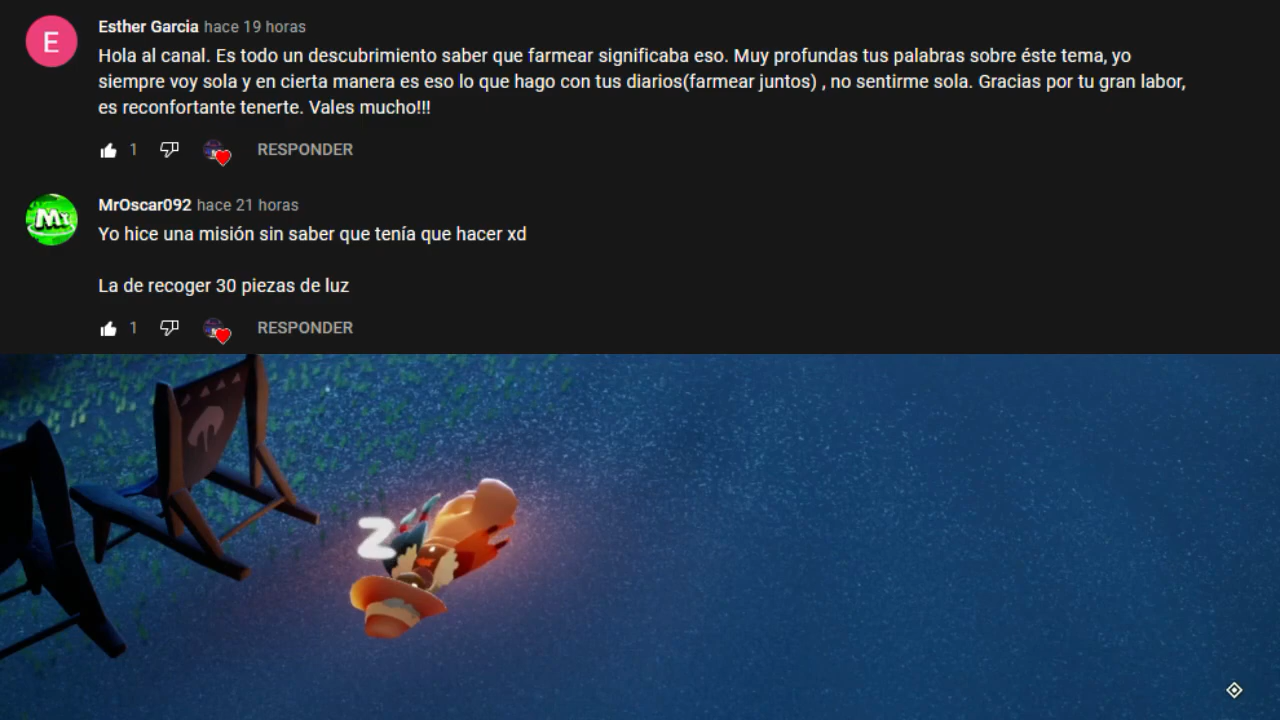 E
Esther Garcia hace 19 horas
Hola al canal. Es todo un descubrimiento saber que farmear significaba eso. Muy profundas tus palabras sobre éste tema, yo
siempre voy sola y en cierta manera es eso lo que hago con tus diarios(farmear juntos) , no sentirme sola. Gracias por tu gran labor,
es reconfortante tenerte. Vales mucho!!!
1 RESPONDER
MrOscar092 hace 21 horas
Yo hice una misión sin saber que tenía que hacer xd
La de recoger 30 piezas de luz
1 RESPONDER
Z